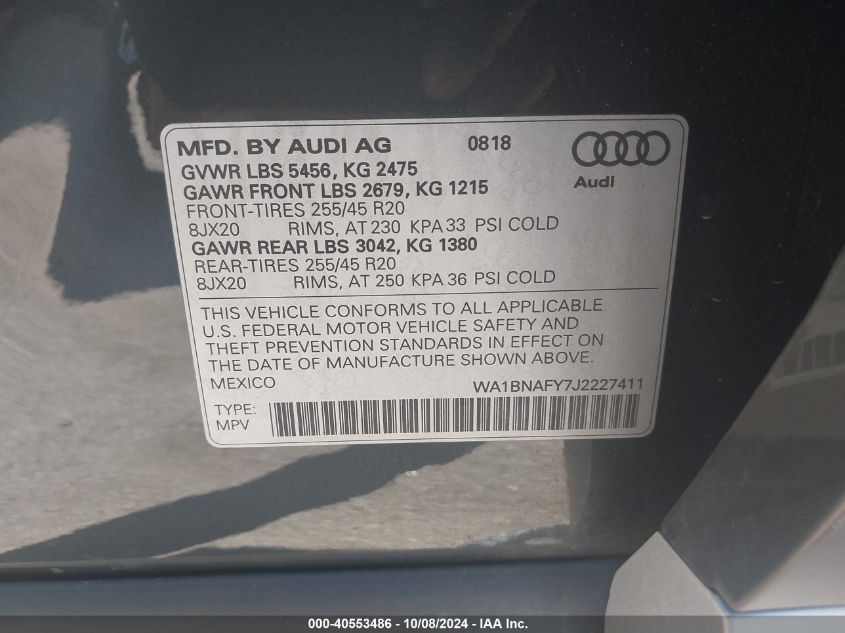 MFD. BY AUDI AG 0818
GVWR LBS 5456, KG 2475
GAWR FRONT LBS 2679, KG 1215
Audi
FRONT-TIRES 255/45 R20
8JX20 RIMS, AT 230 KPA 33 PSI COLD
GAWR REAR LBS 3042, KG 1380
REAR-TIRES 255/45 R20
8JX20 RIMS, AT 250 KPA 36 PSI COLD
THIS VEHICLE CONFORMS TO ALL APPLICABLE
U.S. FEDERAL MOTOR VEHICLE SAFETY AND
THEFT PREVENTION STANDARDS IN EFFECT ON
THE DATE OF MANUFACTURE SHOWN ABOVE.
MEXICO WA1BNAFY7J2227411
TYPE:
MPV
000-40553486 - 10/08/2024 - IAA Inc.